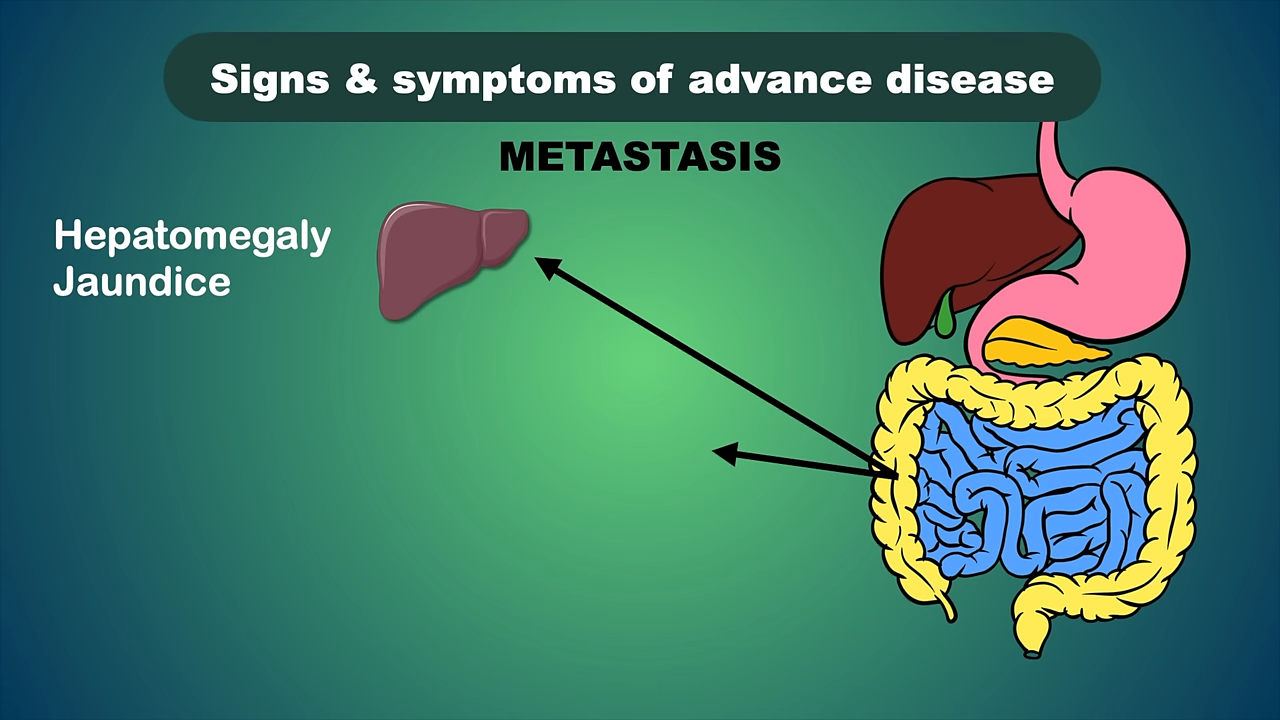 Signs & symptoms of advance disease
METASTASIS
Hepatomegaly
Jaundice